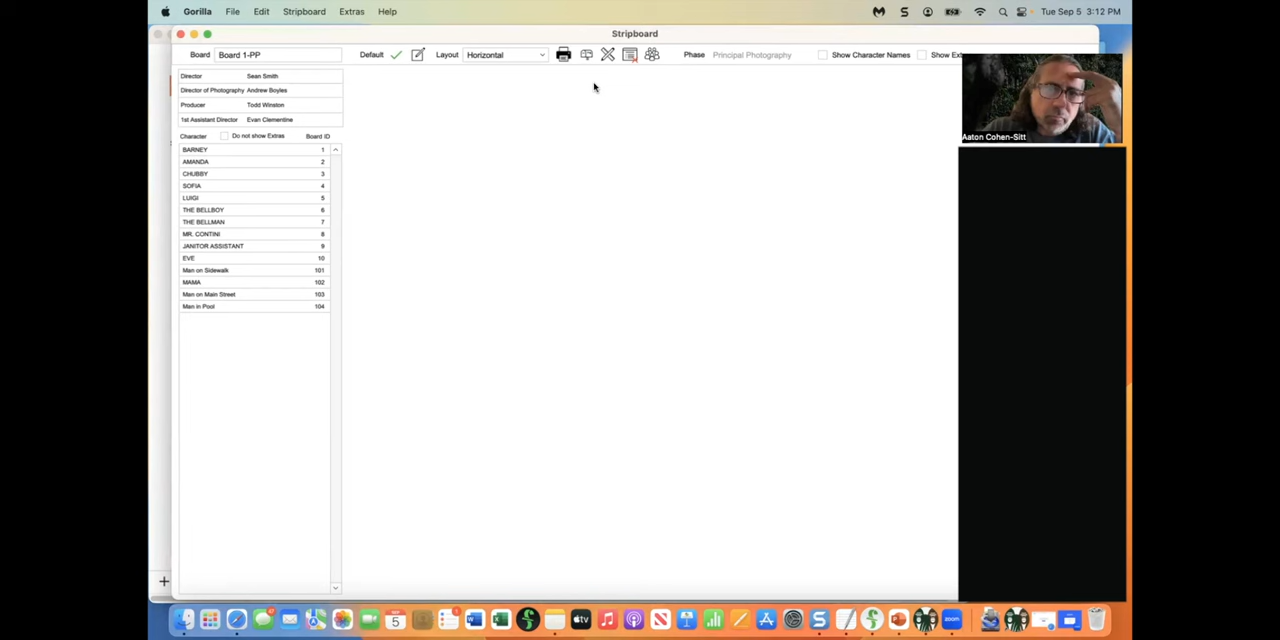 Gorilla File Edit Stripboard Extras Help Tue Sep 5 3:12 PM
Stripboard
Board Board 1-PP Default Layout Horizontal Phase Principal Photography Show Character Names Show Ext
Director Sean Smith
Director of Photography Andrew Boyles
Producer Todd Winston
1st Assistant Director Evan Clementine
Aaton Cohen-Sitt
Character Do not show Extras Board ID
BARNEY 1
AMANDA 2
CHUBBY 3
SOFIA 4
LUIGI 5
THE BELLBOY 6
THE BELLMAN 7
MR. CONTINI 8
JANITOR ASSISTANT 9
EVE 10
Man on Sidewalk 101
MAMA 102
Man on Main Street 103
Man in Pool 104